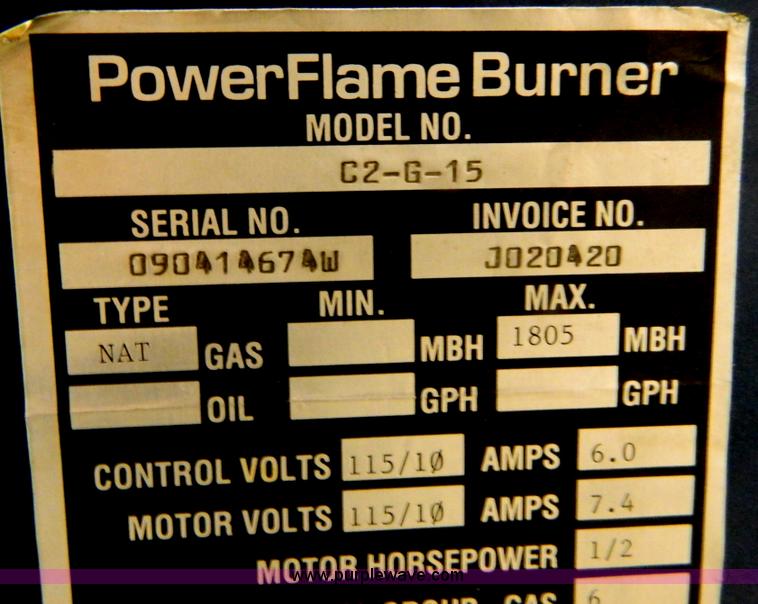 PowerFlame Burner
MODEL NO.
C2-G-15
SERIAL NO. INVOICE NO.
090414674W J020420
TYPE MIN. MAX.
NAT GAS MBH 1805 MBH
OIL GPH GPH
CONTROL VOLTS 115/1Ø AMPS 6.0
MOTOR VOLTS 115/1Ø AMPS 7.4
MOTOR HORSEPOWER 1/2
www.purplewave.com
GROUP GAS 6